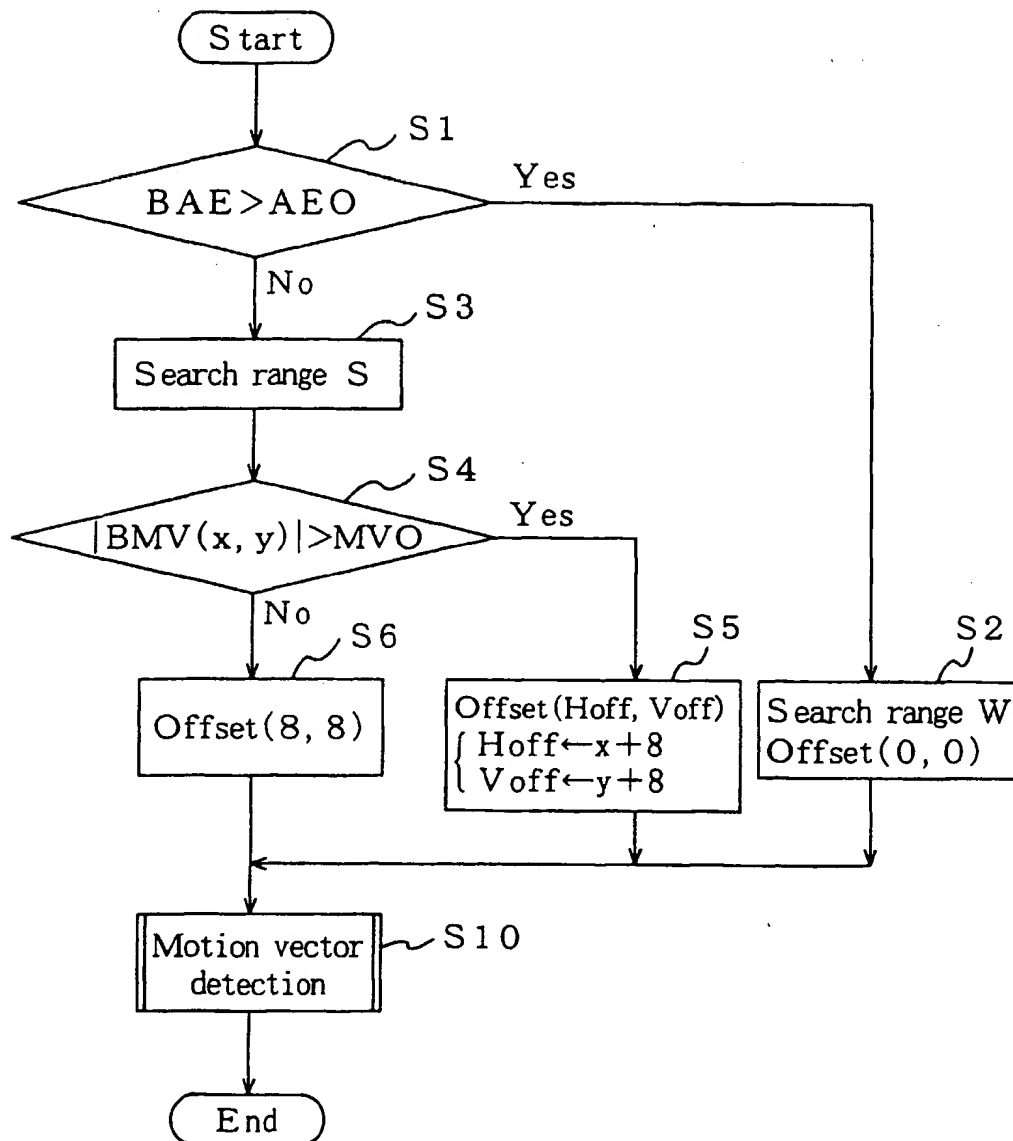 Start
S1
BAE>AEO
Yes
No
S3
Search range S
S4
|BMV(x, y)|>MVO
Yes
No
S6
Offset(8, 8)
S5
Offset(Hoff, Voff)
{ Hoff←x+8
Voff←y+8
S2
Search range W
Offset(0, 0)
S10
Motion vector
detection
End